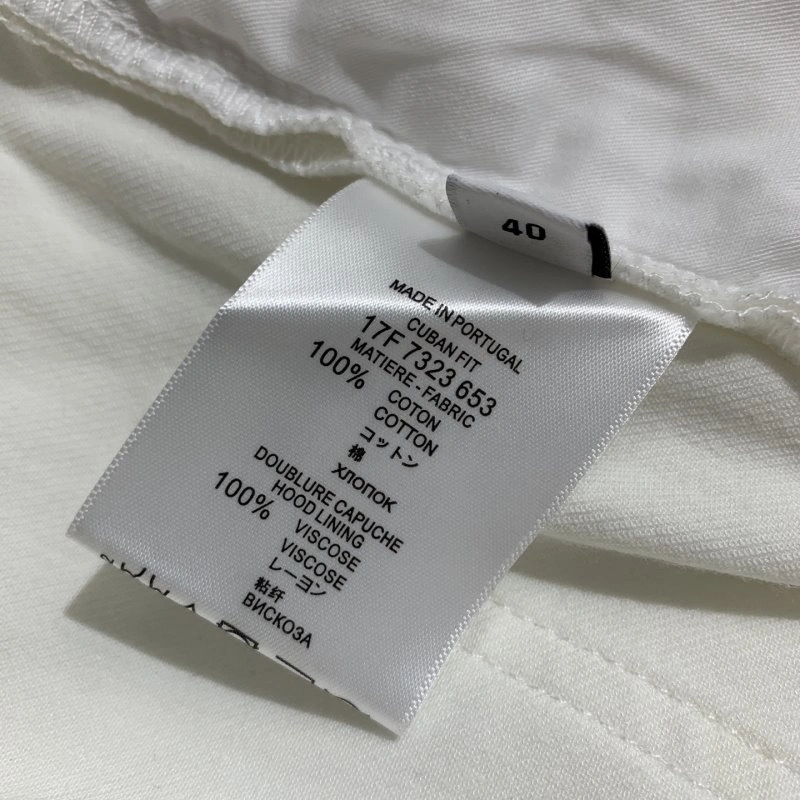 40
MADE IN PORTUGAL
CUBAN FIT
17F 7323 653
MATIERE - FABRIC
100%
COTON
COTTON
コットン
棉
ХЛОПОК
DOUBLURE CAPUCHE
HOOD LINING
100%
VISCOSE
VISCOSE
レーヨン
粘纤
ВИСКОЗА